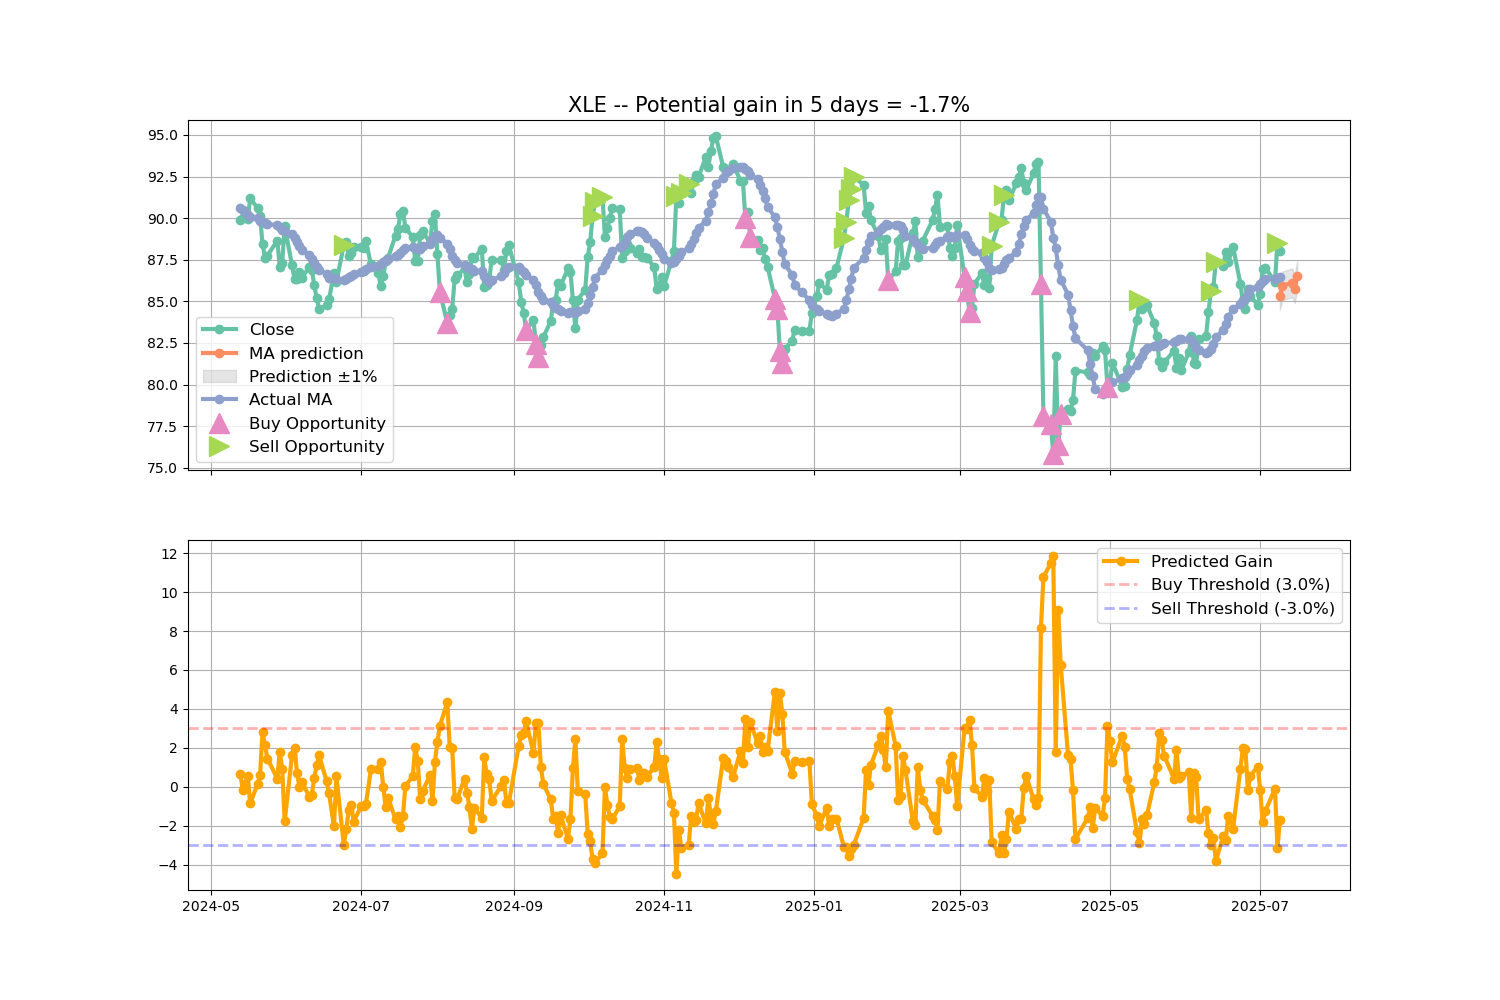 XLE -- Potential gain in 5 days = -1.7%
95.0
92.5
90.0
87.5
85.0
82.5
80.0
77.5
75.0
Close
MA prediction
Prediction ±1%
Actual MA
Buy Opportunity
Sell Opportunity
12
10
8
6
4
2
0
−2
−4
Predicted Gain
Buy Threshold (3.0%)
Sell Threshold (-3.0%)
2024-05 2024-07 2024-09 2024-11 2025-01 2025-03 2025-05 2025-07